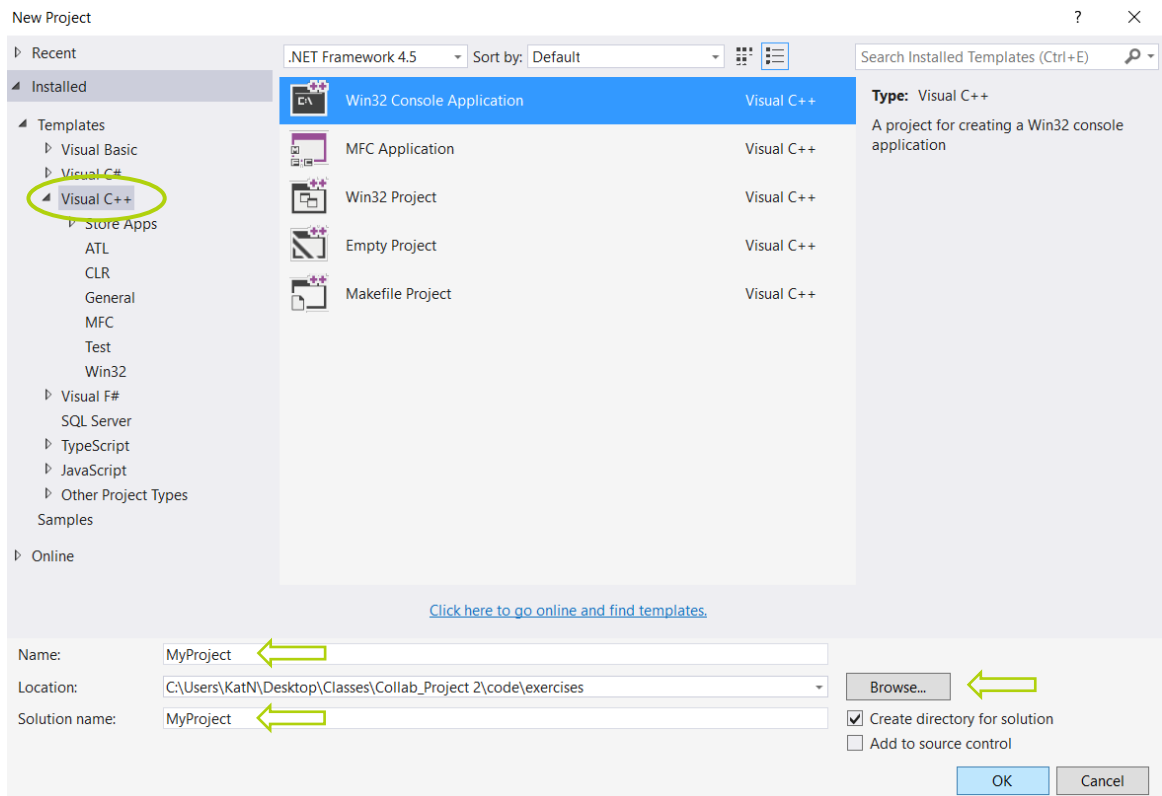 New Project
?
Recent
.NET Framework 4.5
Sort by:
Default
Search Installed Templates (Ctrl+E)
Installed
Templates
Visual Basic
Visual C#
Visual C++
Store Apps
ATL
CLR
General
MFC
Test
Win32
Visual F#
SQL Server
TypeScript
JavaScript
Other Project Types
Samples
Online
C:\
Win32 Console Application Visual C++
MFC Application Visual C++
Win32 Project Visual C++
Empty Project Visual C++
Makefile Project Visual C++
Type: Visual C++
A project for creating a Win32 console
application
Click here to go online and find templates.
Name: MyProject
Location: C:\Users\KatN\Desktop\Classes\Collab_Project 2\code\exercises
Browse...
Solution name: MyProject
Create directory for solution
Add to source control
OK
Cancel